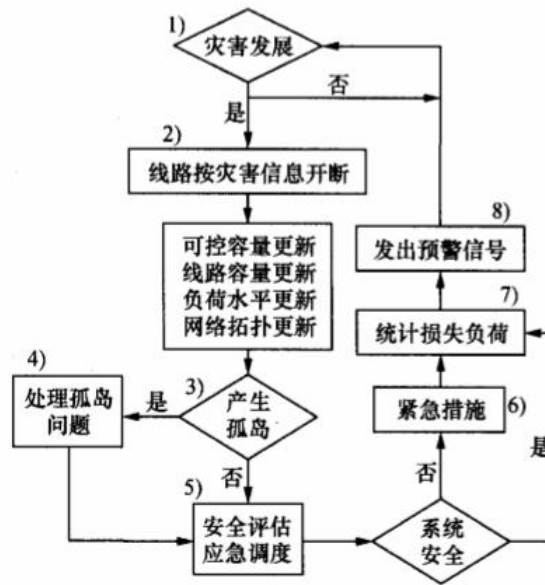 1)
灾害发展
否
是
2)
线路按灾害信息开断
8)
可控容量更新
线路容量更新
负荷水平更新
网络拓扑更新
发出预警信号
7)
统计损失负荷
4)
处理孤岛
问题
是
3)
产生
孤岛
紧急措施
6)
是
否
否
5)
安全评估
应急调度
系统
安全